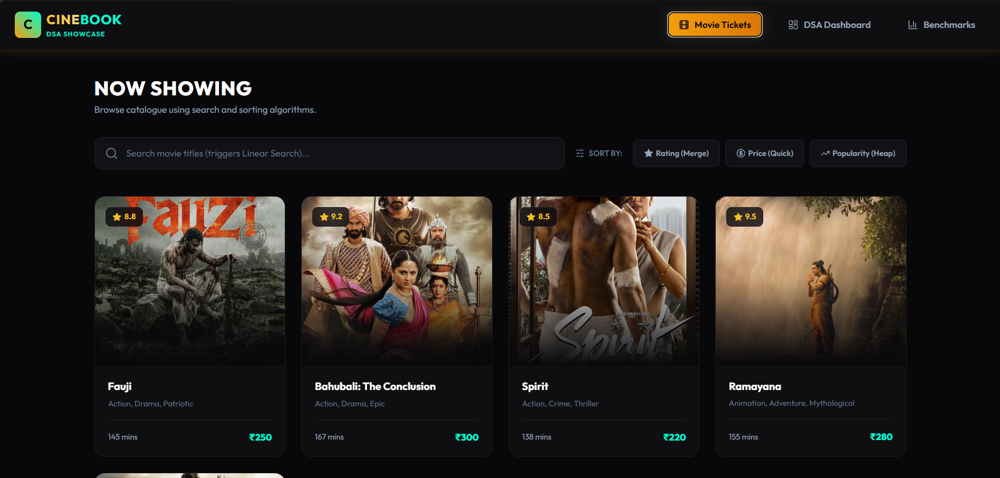 C
CINEBOOK
DSA SHOWCASE
Movie Tickets
DSA Dashboard
Benchmarks
NOW SHOWING
Browse catalogue using search and sorting algorithms.
Search movie titles (triggers Linear Search)...
SORT BY:
Rating (Merge)
Price (Quick)
Popularity (Heap)
Fauzi
8.8
9.2
8.5
9.5
Spirit
Fauji
Action, Drama, Patriotic
145 mins
₹250
Bahubali: The Conclusion
Action, Drama, Epic
167 mins
₹300
Spirit
Action, Crime, Thriller
138 mins
₹220
Ramayana
Animation, Adventure, Mythological
155 mins
₹280